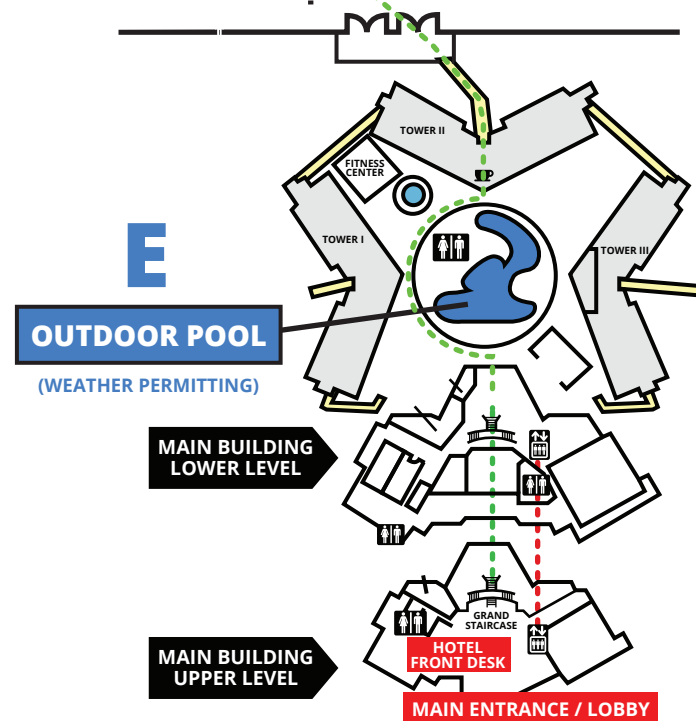 TOWER II
FITNESS
CENTER
TOWER I
TOWER III
E
OUTDOOR POOL
(WEATHER PERMITTING)
MAIN BUILDING
LOWER LEVEL
GRAND
STAIRCASE
HOTEL
FRONT DESK
MAIN BUILDING
UPPER LEVEL
MAIN ENTRANCE / LOBBY